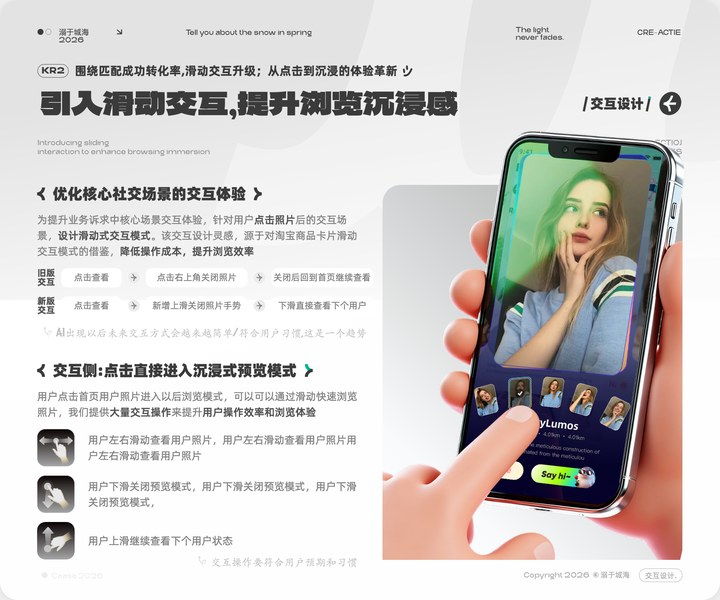 溺于城海
2026
Tell you about the snow in spring
The light
never fades.
CRE-ACTIE
KR2 围绕匹配成功转化率,滑动交互升级；从点击到沉浸的体验革新
引入滑动交互,提升浏览沉浸感
/交互设计/
Introducing sliding
interaction to enhance browsing immersion
优化核心社交场景的交互体验
为提升业务诉求中核心场景交互体验，针对用户点击照片后的交互场
景，设计滑动式交互模式。该交互设计灵感，源于对淘宝商品卡片滑动
交互模式的借鉴，降低操作成本，提升浏览效率
旧版
交互
点击查看
点击右上角关闭照片
关闭后回到首页继续查看
新版
交互
点击查看
新增上滑关闭照片手势
下滑直接查看下个用户
AI出现以后未来交互方式会越来越简单/符合用户习惯,这是一个趋势
交互侧:点击直接进入沉浸式预览模式
用户点击首页用户照片进入以后浏览模式，可以可以通过滑动快速浏览
照片，我们提供大量交互操作来提升用户操作效率和浏览体验
用户左右滑动查看用户照片，用户左右滑动查看用户照片用
户左右滑动查看用户照片
用户下滑关闭预览模式，用户下滑关闭预览模式，用户下滑
关闭预览模式，
用户上滑继续查看下个用户状态
交互操作要符合用户预期和习惯
9:41
yLumos
4.09km • 4.09km
meticulous construction of
nated from the meticulou
Say hi~
Create 2026
Copyright 2026 ® 溺于城海
交互设计.